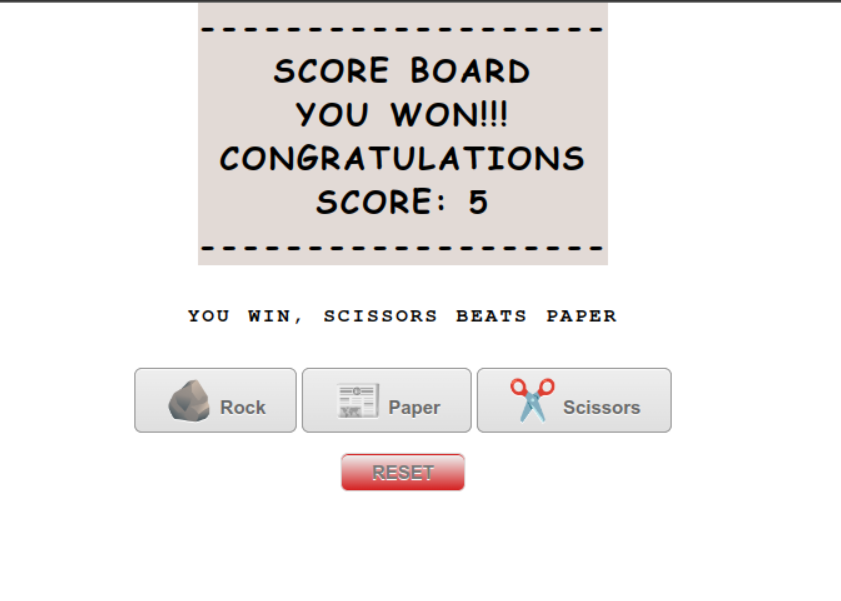 ------------------
SCORE BOARD
YOU WON!!!
CONGRATULATIONS
SCORE: 5
------------------
YOU WIN, SCISSORS BEATS PAPER
Rock
Paper
Scissors
RESET